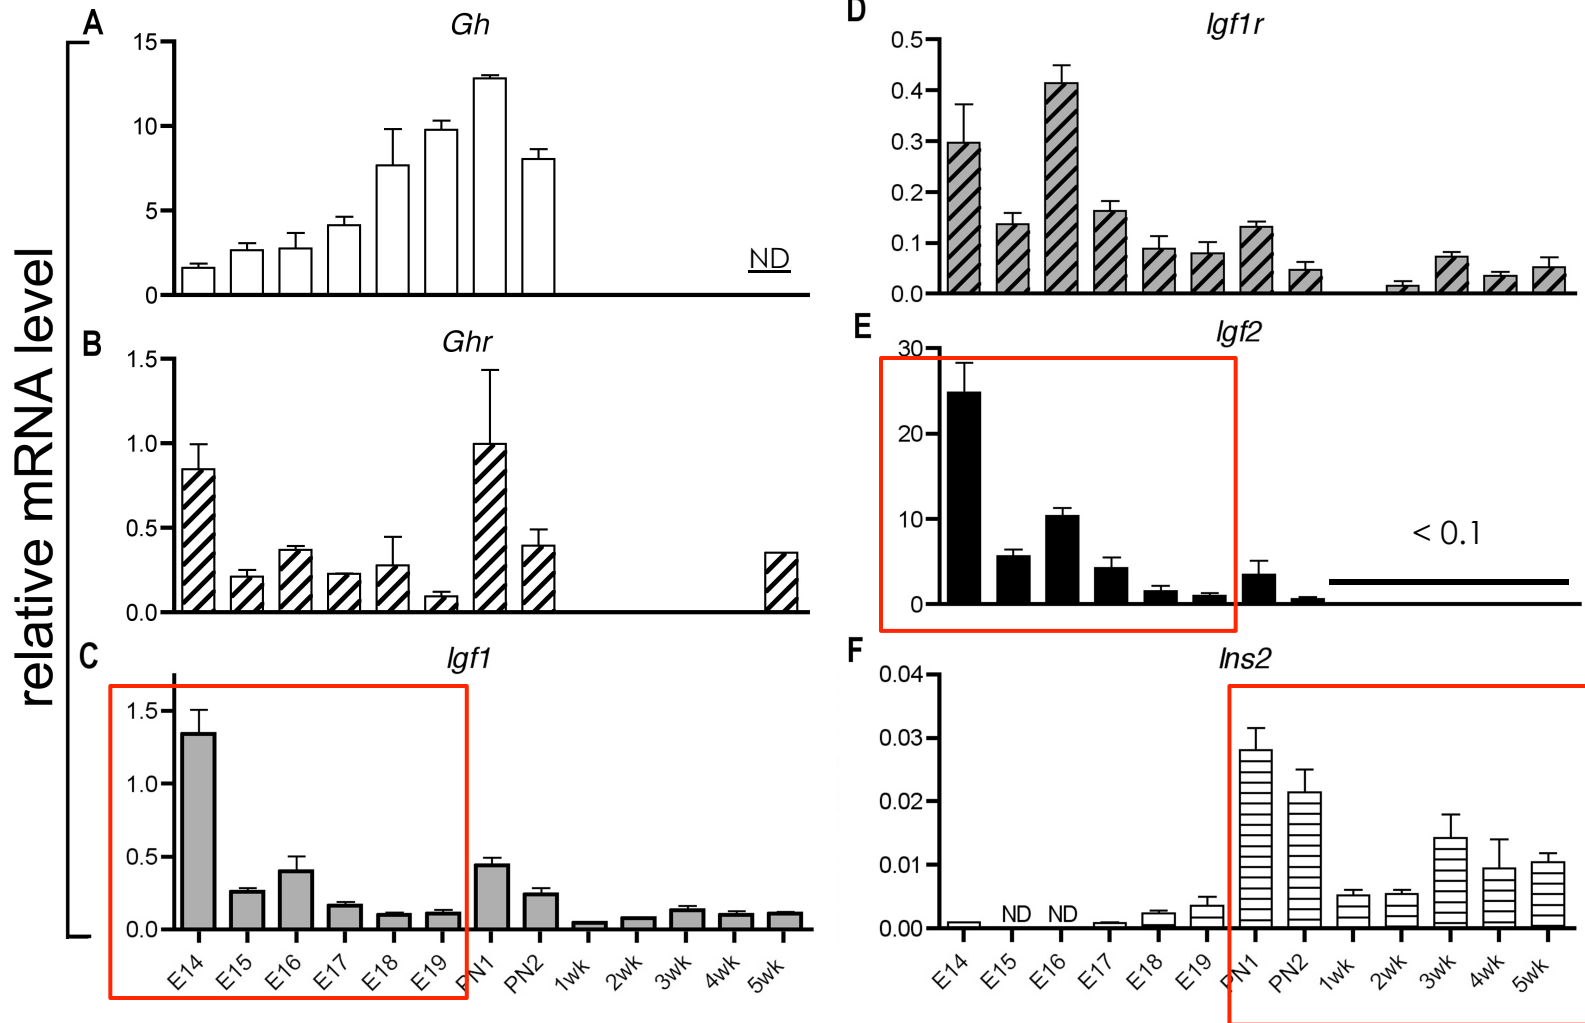 relative mRNA level
A
Gh
15
10
5
0
ND
B
Ghr
1.5
1.0
0.5
0.0
C
Igf1
1.5
1.0
0.5
0.0
E14 E15 E16 E17 E18 E19 PN1 PN2 1wk 2wk 3wk 4wk 5wk
D
Igf1r
0.5
0.4
0.3
0.2
0.1
0.0
E
Igf2
30
20
10
0
< 0.1
F
Ins2
0.04
0.03
0.02
0.01
0.00
ND ND
E14 E15 E16 E17 E18 E19 PN1 PN2 1wk 2wk 3wk 4wk 5wk